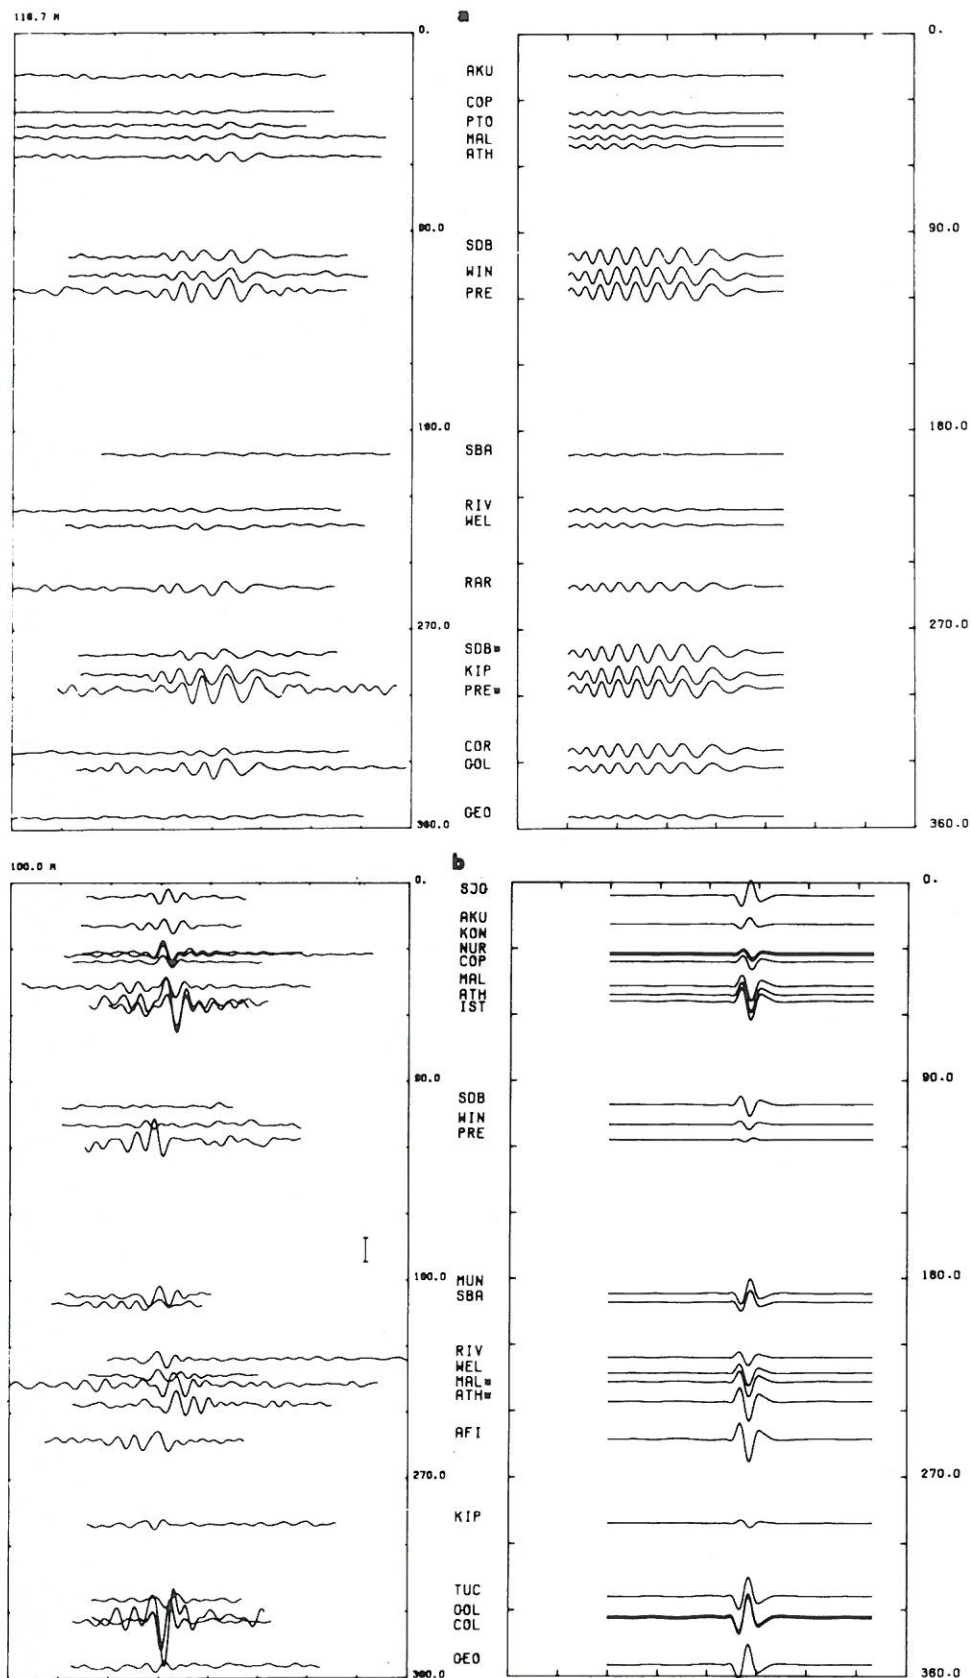 118.7 M
a
0.
0.
AKU
COP
PTO
MAL
ATH
90.0
90.0
SDB
WIN
PRE
180.0
180.0
SBA
RIV
WEL
RAR
270.0
270.0
SDB*
KIP
PRE*
COR
GOL
GEO
360.0
360.0
100.0 M
b
0.
0.
SJG
AKU
KON
NUR
COP
MAL
ATH
IST
90.0
90.0
SDB
WIN
PRE
180.0
180.0
MUN
SBA
RIV
WEL
MAL*
ATH*
AFI
270.0
270.0
KIP
TUC
GOL
COL
GEO
360.0
360.0